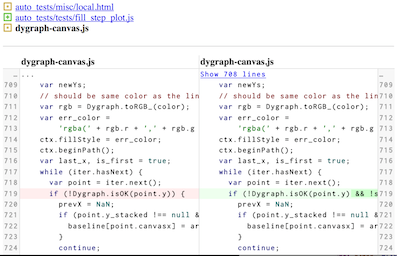 auto_tests/misc/local.html
auto_tests/tests/fill_step_plot.js
dygraph-canvas.js
dygraph-canvas.js dygraph-canvas.js
… ... Show 708 lines …
709 var newYs; var newYs; 709
710 // should be same color as the lin // should be same color as the lin 710
711 var rgb = Dygraph.toRGB_(color); var rgb = Dygraph.toRGB_(color); 711
712 var err_color = var err_color = 712
713 'rgba(' + rgb.r + ',' + rgb.g 'rgba(' + rgb.r + ',' + rgb.g 713
714 ctx.fillStyle = err_color; ctx.fillStyle = err_color; 714
715 ctx.beginPath(); ctx.beginPath(); 715
716 var last_x, is_first = true; var last_x, is_first = true; 716
717 while (iter.hasNext) { while (iter.hasNext) { 717
718 var point = iter.next(); var point = iter.next(); 718
719 if (!Dygraph.isOK(point.y)) { if (!Dygraph.isOK(point.y) && !s 719
720 prevX = NaN; prevX = NaN; 720
721 if (point.y_stacked !== null & if (point.y_stacked !== null & 721
722 baseline[point.canvasx] = ar baseline[point.canvasx] = ar 722
723 } } 723
724 continue; continue; 724